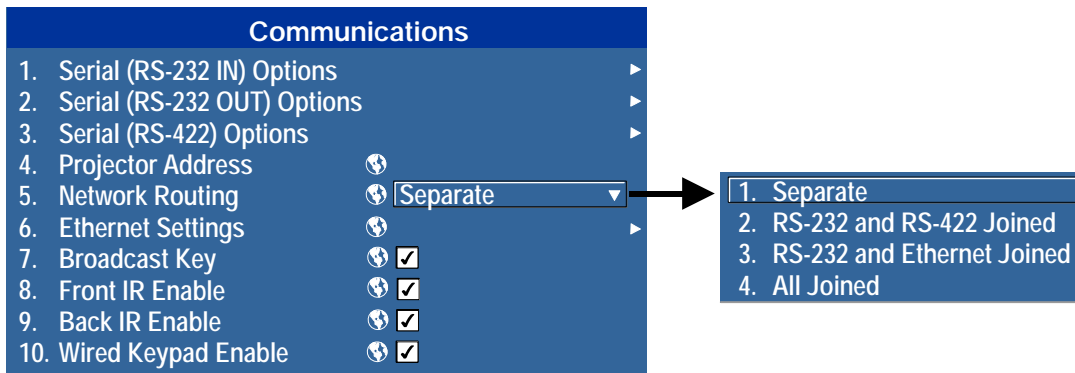 Communications
1. Serial (RS-232 IN) Options
2. Serial (RS-232 OUT) Options
3. Serial (RS-422) Options
4. Projector Address
5. Network Routing Separate
6. Ethernet Settings
7. Broadcast Key
8. Front IR Enable
9. Back IR Enable
10. Wired Keypad Enable
1. Separate
2. RS-232 and RS-422 Joined
3. RS-232 and Ethernet Joined
4. All Joined